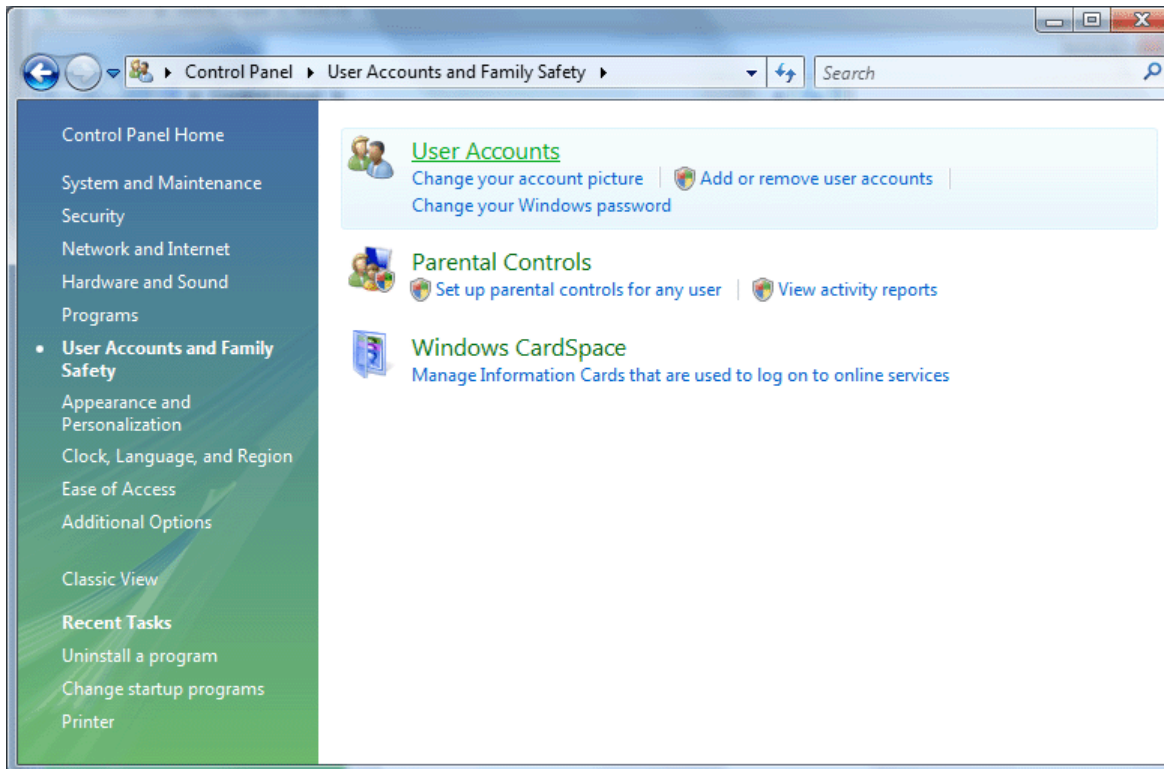 Control Panel User Accounts and Family Safety Search
Control Panel Home
System and Maintenance
Security
Network and Internet
Hardware and Sound
Programs
User Accounts and Family
Safety
Appearance and
Personalization
Clock, Language, and Region
Ease of Access
Additional Options
Classic View
Recent Tasks
Uninstall a program
Change startup programs
Printer
User Accounts
Change your account picture Add or remove user accounts
Change your Windows password
Parental Controls
Set up parental controls for any user View activity reports
Windows CardSpace
Manage Information Cards that are used to log on to online services